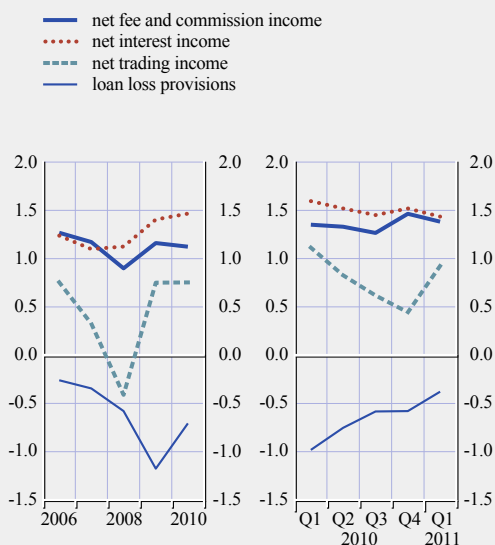 net fee and commission income
net interest income
net trading income
loan loss provisions
2.0 2.0 2.0 2.0
1.5 1.5 1.5 1.5
1.0 1.0 1.0 1.0
0.5 0.5 0.5 0.5
0.0 0.0 0.0 0.0
-0.5 -0.5 -0.5 -0.5
-1.0 -1.0 -1.0 -1.0
-1.5 -1.5 -1.5 -1.5
2006 2008 2010 Q1 Q2 Q3 Q4 Q1
2010 2011